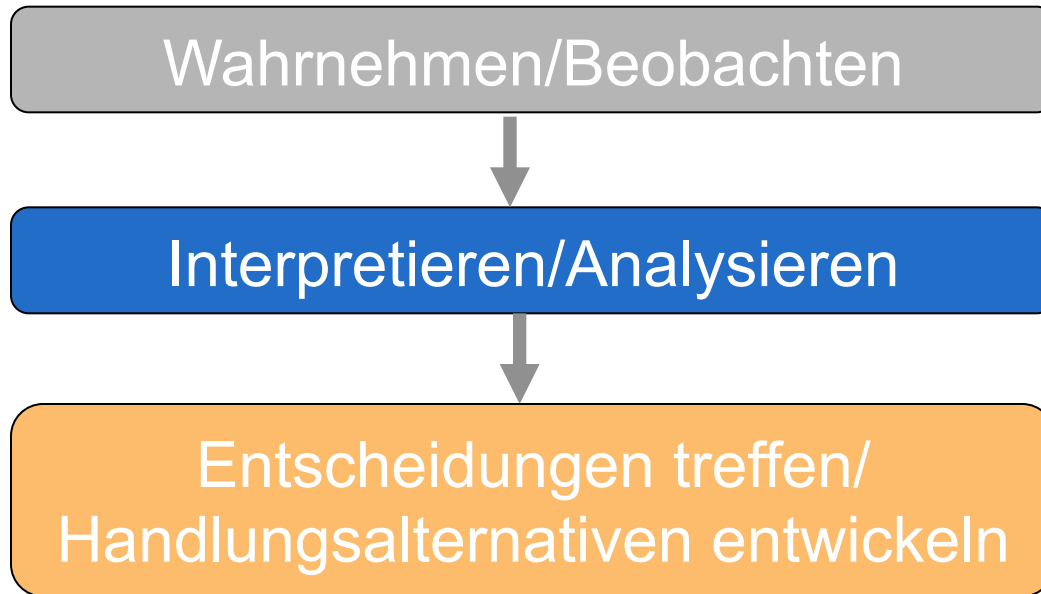 Wahrnehmen/Beobachten
Interpretieren/Analysieren
Entscheidungen treffen/
Handlungsalternativen entwickeln